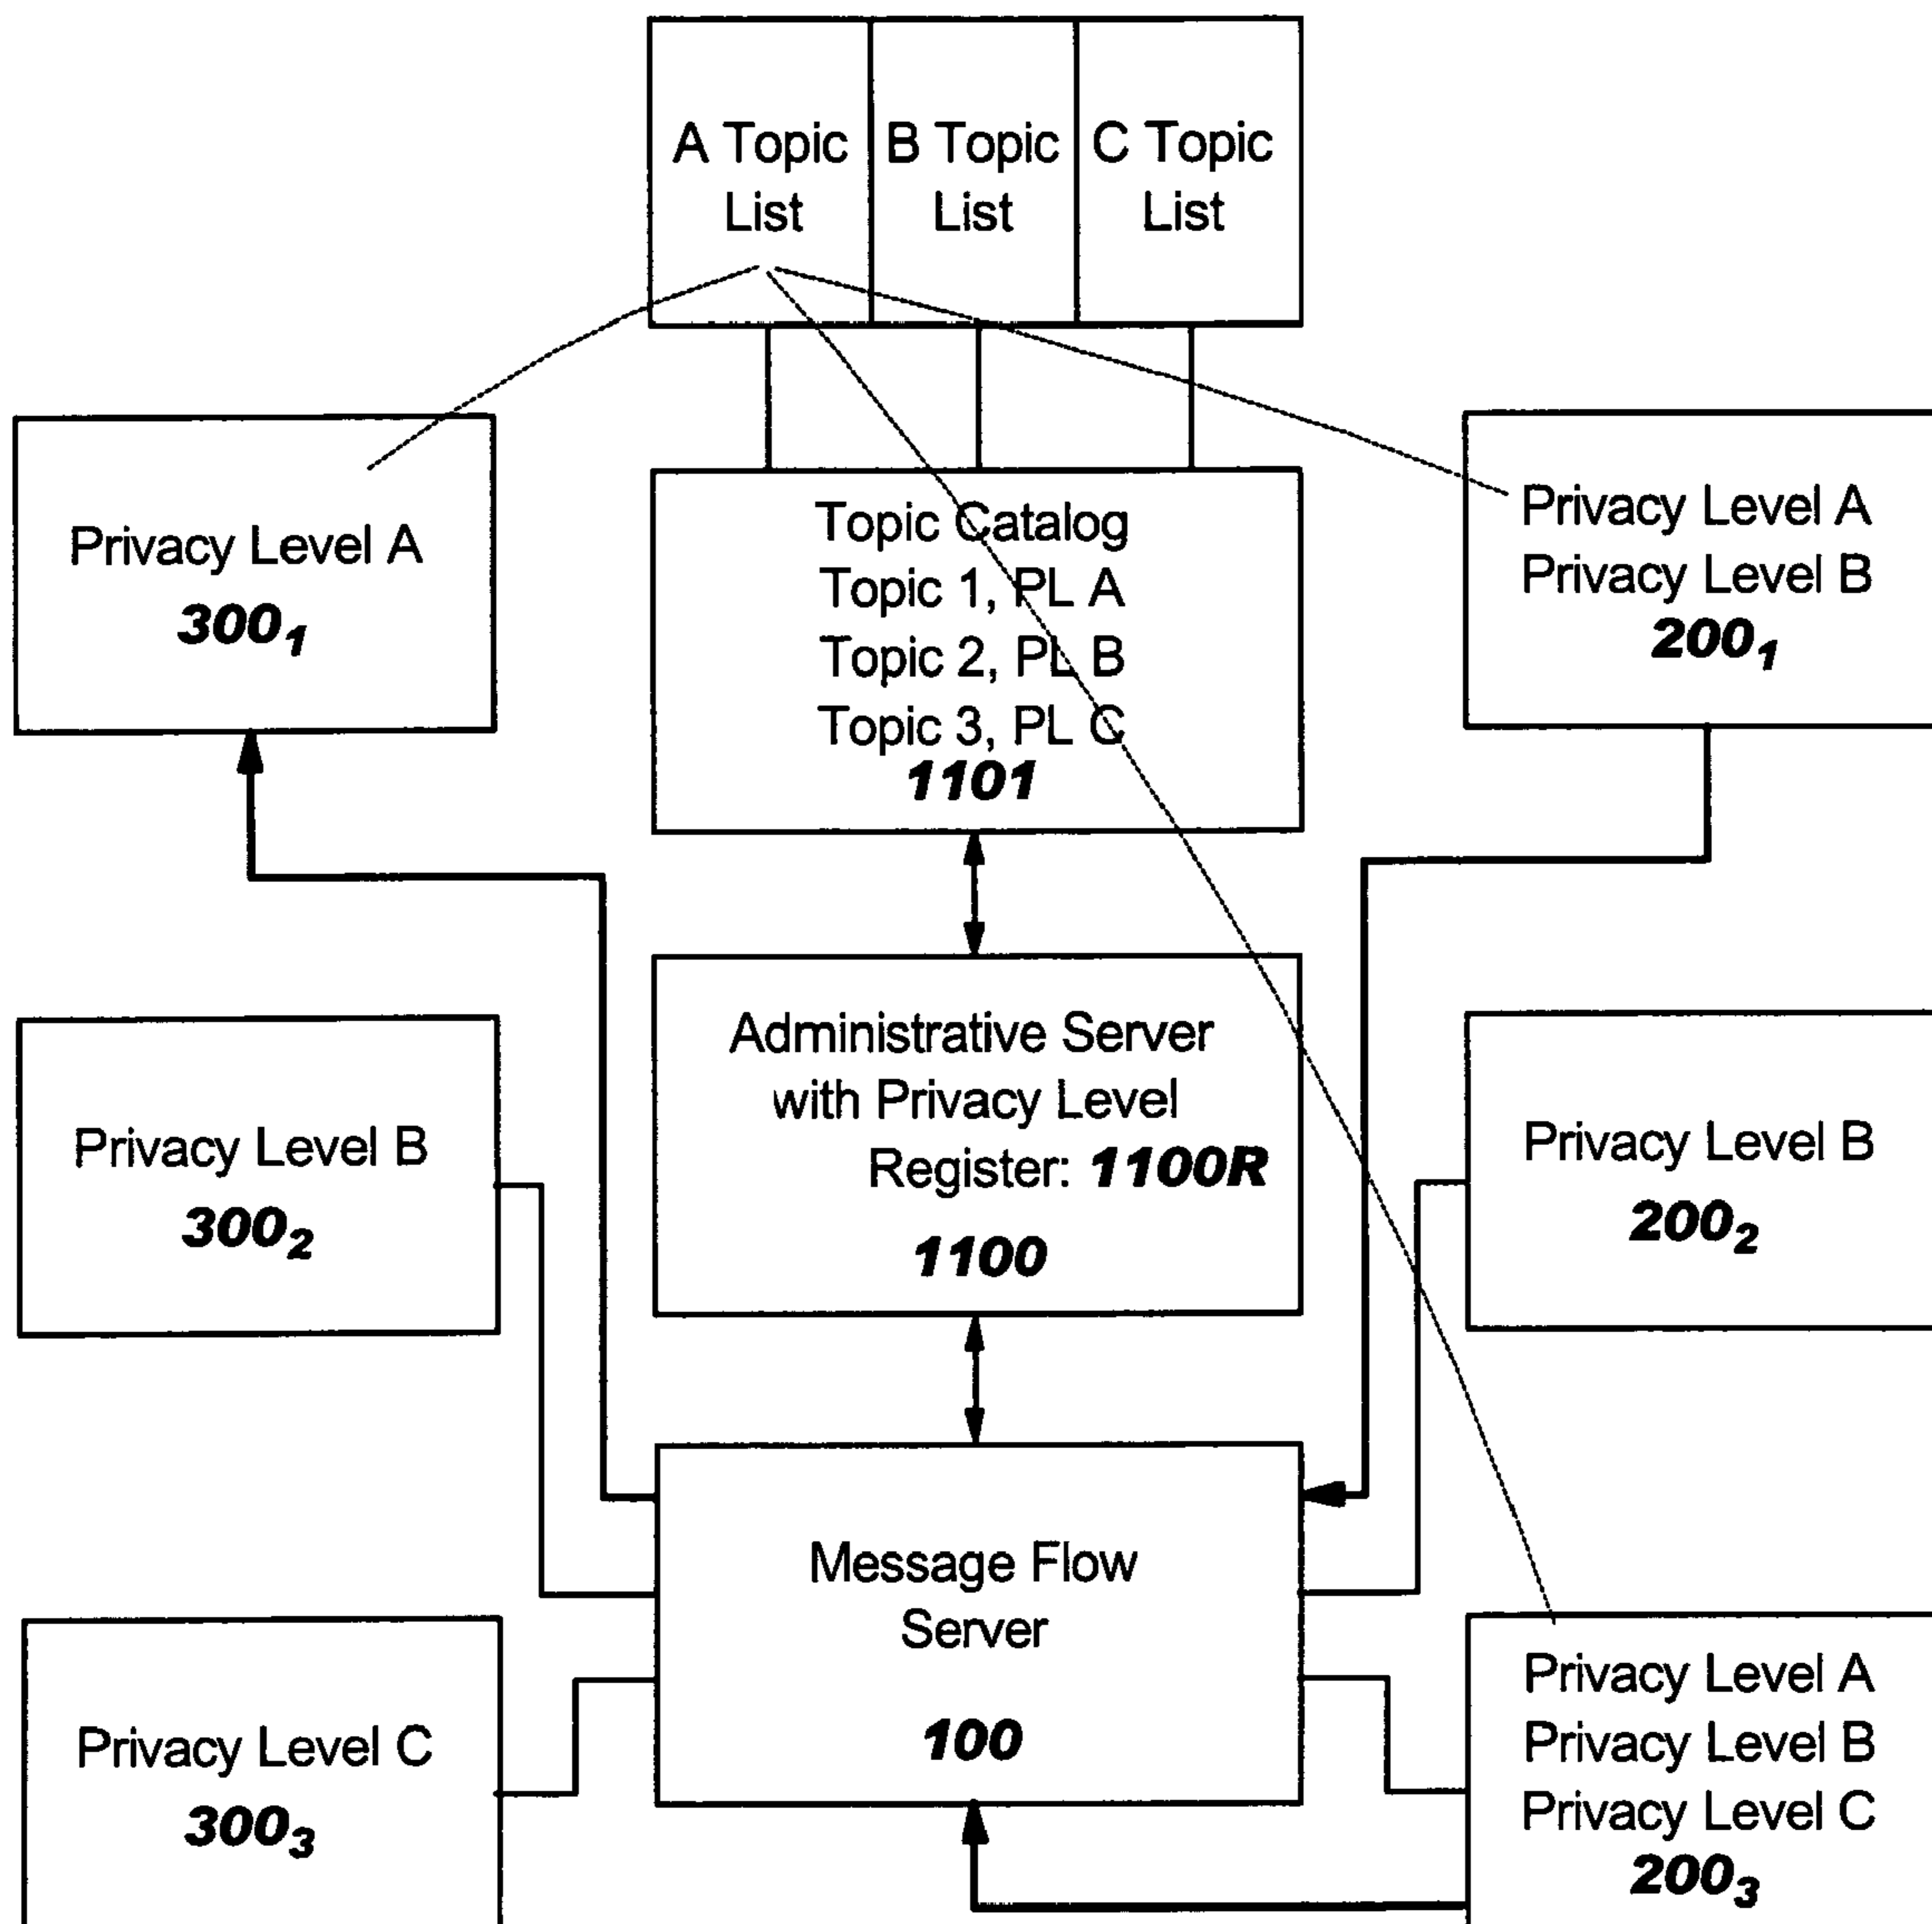 A Topic
List
B Topic
List
C Topic
List
Privacy Level A
300₁
Topic Catalog
Topic 1, PL A
Topic 2, PL B
Topic 3, PL C
1101
Privacy Level A
Privacy Level B
200₁
Privacy Level B
300₂
Administrative Server
with Privacy Level
Register: 1100R
1100
Privacy Level B
200₂
Privacy Level C
300₃
Message Flow
Server
100
Privacy Level A
Privacy Level B
Privacy Level C
200₃